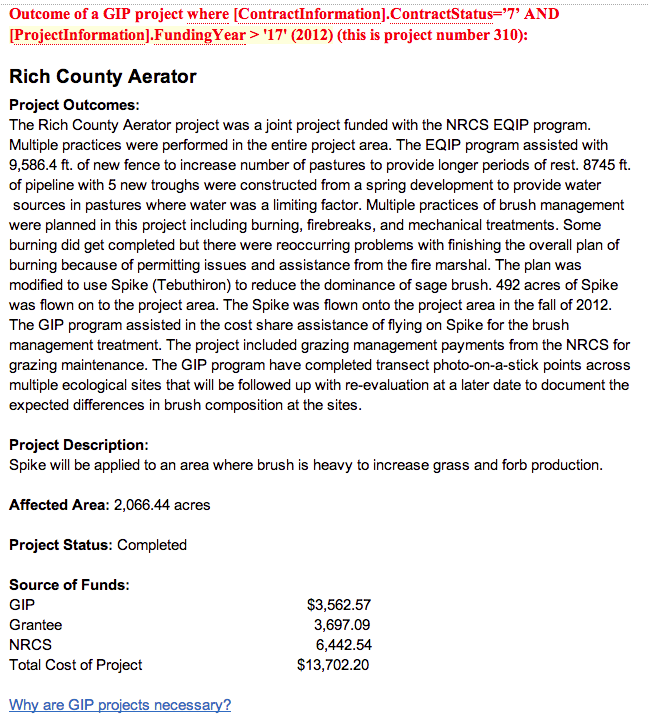 Outcome of a GIP project where [ContractInformation].ContractStatus=’7’ AND
[ProjectInformation].FundingYear > '17' (2012) (this is project number 310):
Rich County Aerator
Project Outcomes:
The Rich County Aerator project was a joint project funded with the NRCS EQIP program.
Multiple practices were performed in the entire project area. The EQIP program assisted with
9,586.4 ft. of new fence to increase number of pastures to provide longer periods of rest. 8745 ft.
of pipeline with 5 new troughs were constructed from a spring development to provide water
sources in pastures where water was a limiting factor. Multiple practices of brush management
were planned in this project including burning, firebreaks, and mechanical treatments. Some
burning did get completed but there were reoccurring problems with finishing the overall plan of
burning because of permitting issues and assistance from the fire marshal. The plan was
modified to use Spike (Tebuthiron) to reduce the dominance of sage brush. 492 acres of Spike
was flown on to the project area. The Spike was flown onto the project area in the fall of 2012.
The GIP program assisted in the cost share assistance of flying on Spike for the brush
management treatment. The project included grazing management payments from the NRCS for
grazing maintenance. The GIP program have completed transect photo-on-a-stick points across
multiple ecological sites that will be followed up with re-evaluation at a later date to document the
expected differences in brush composition at the sites.
Project Description:
Spike will be applied to an area where brush is heavy to increase grass and forb production.
Affected Area: 2,066.44 acres
Project Status: Completed
Source of Funds:
GIP $3,562.57
Grantee 3,697.09
NRCS 6,442.54
Total Cost of Project $13,702.20
Why are GIP projects necessary?